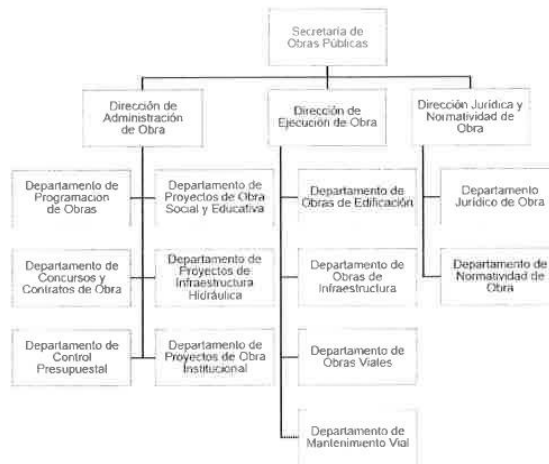 Secretaría de
Obras Públicas
Dirección de
Administración
de Obra
Dirección de
Ejecución de Obra
Dirección Jurídica y
Normatividad de
Obra
Departamento de
Programación
de Obras
Departamento de
Proyectos de Obra
Social y Educativa
Departamento de
Obras de Edificación
Departamento
Jurídico de Obra
Departamento de
Concursos y
Contratos de Obra
Departamento de
Proyectos de
Infraestructura
Hidráulica
Departamento de
Obras de
Infraestructura
Departamento de
Normatividad de
Obra
Departamento de
Control
Presupuestal
Departamento de
Proyectos de Obra
Institucional
Departamento de
Obras Viales
Departamento de
Mantenimiento Vial